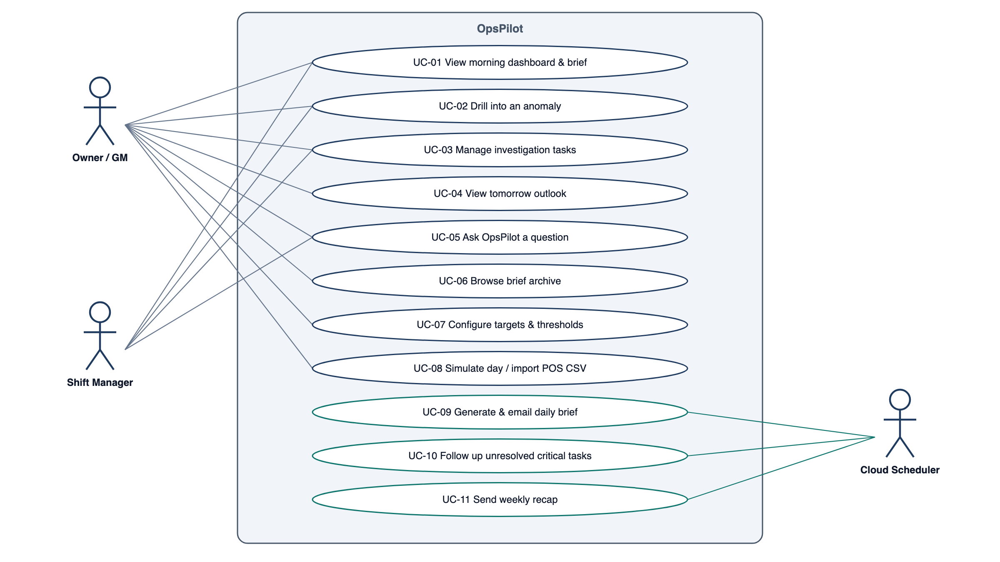 OpsPilot
UC-01 View morning dashboard & brief
UC-02 Drill into an anomaly
UC-03 Manage investigation tasks
Owner / GM
UC-04 View tomorrow outlook
UC-05 Ask OpsPilot a question
UC-06 Browse brief archive
UC-07 Configure targets & thresholds
UC-08 Simulate day / import POS CSV
Shift Manager
UC-09 Generate & email daily brief
UC-10 Follow up unresolved critical tasks
Cloud Scheduler
UC-11 Send weekly recap